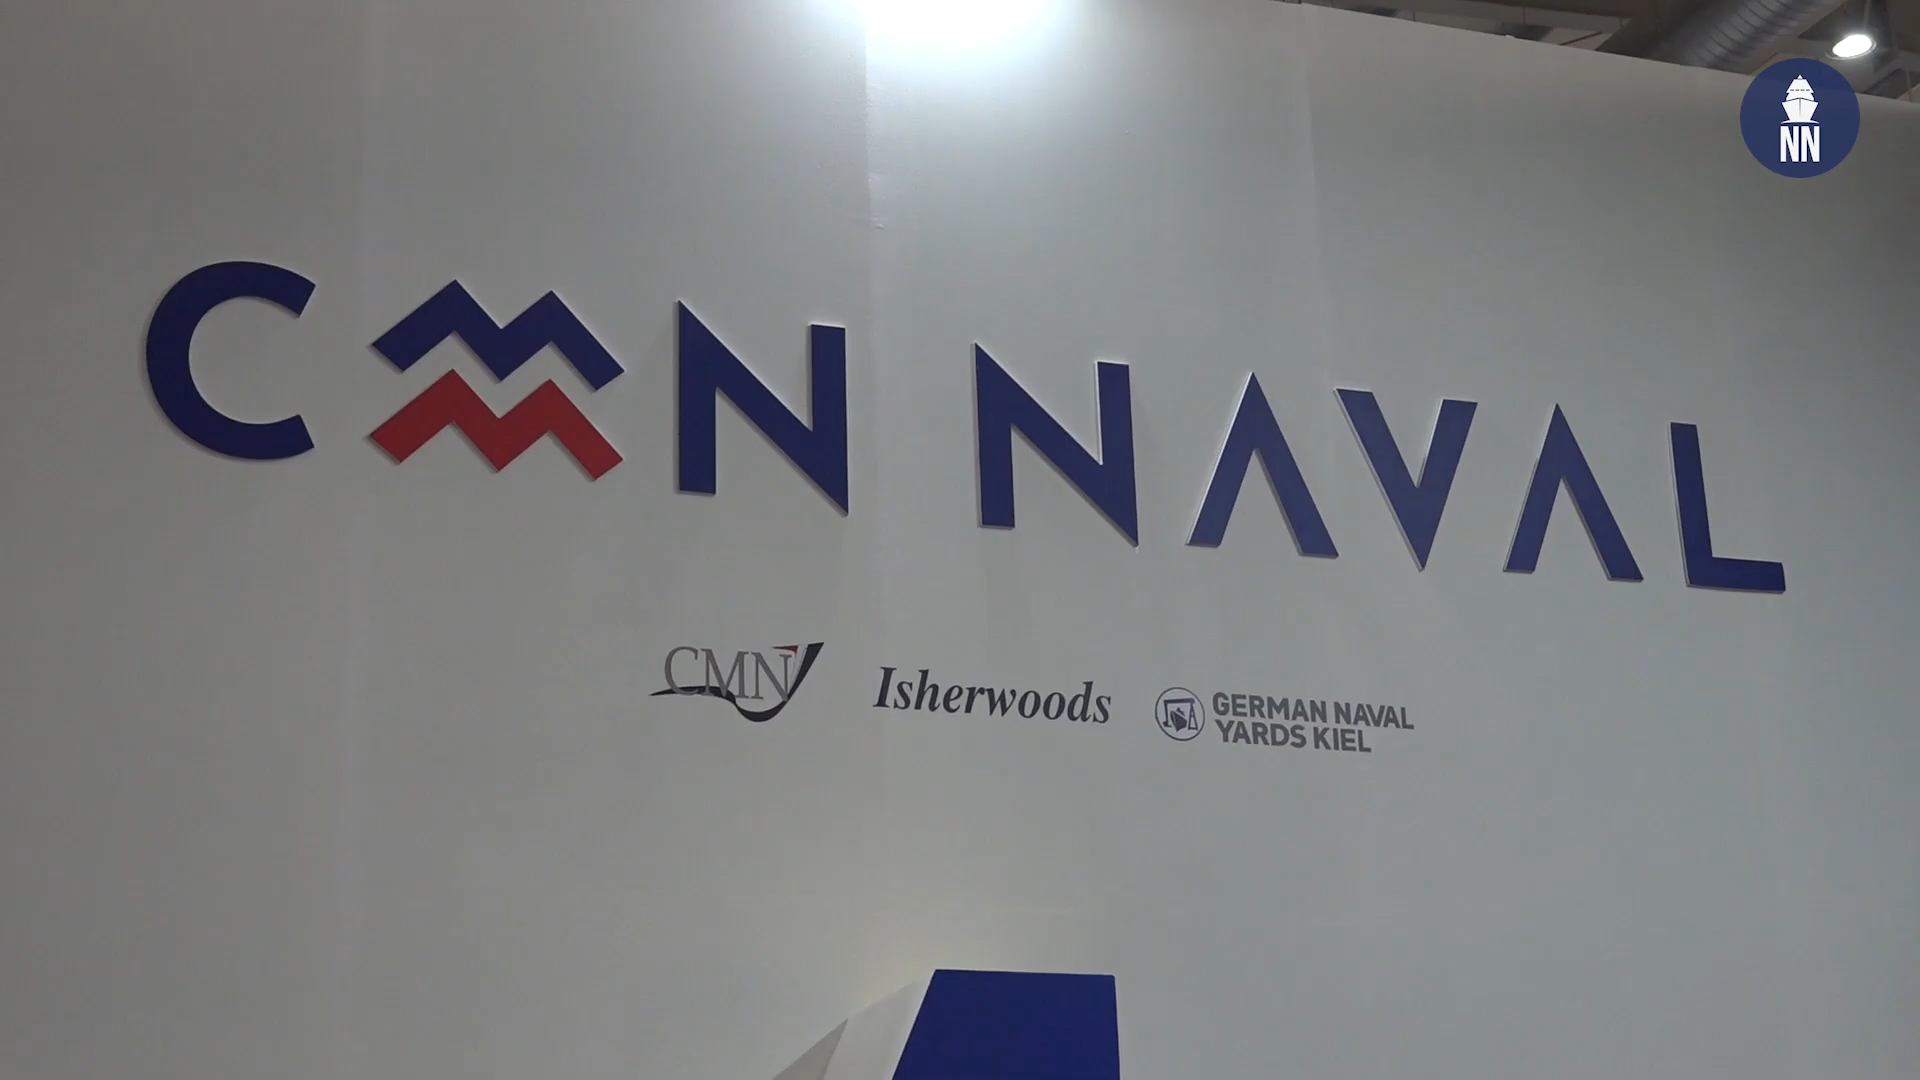 NN
CMN NAVAL
CMN
Isherwoods
GERMAN NAVAL
YARDS KIEL